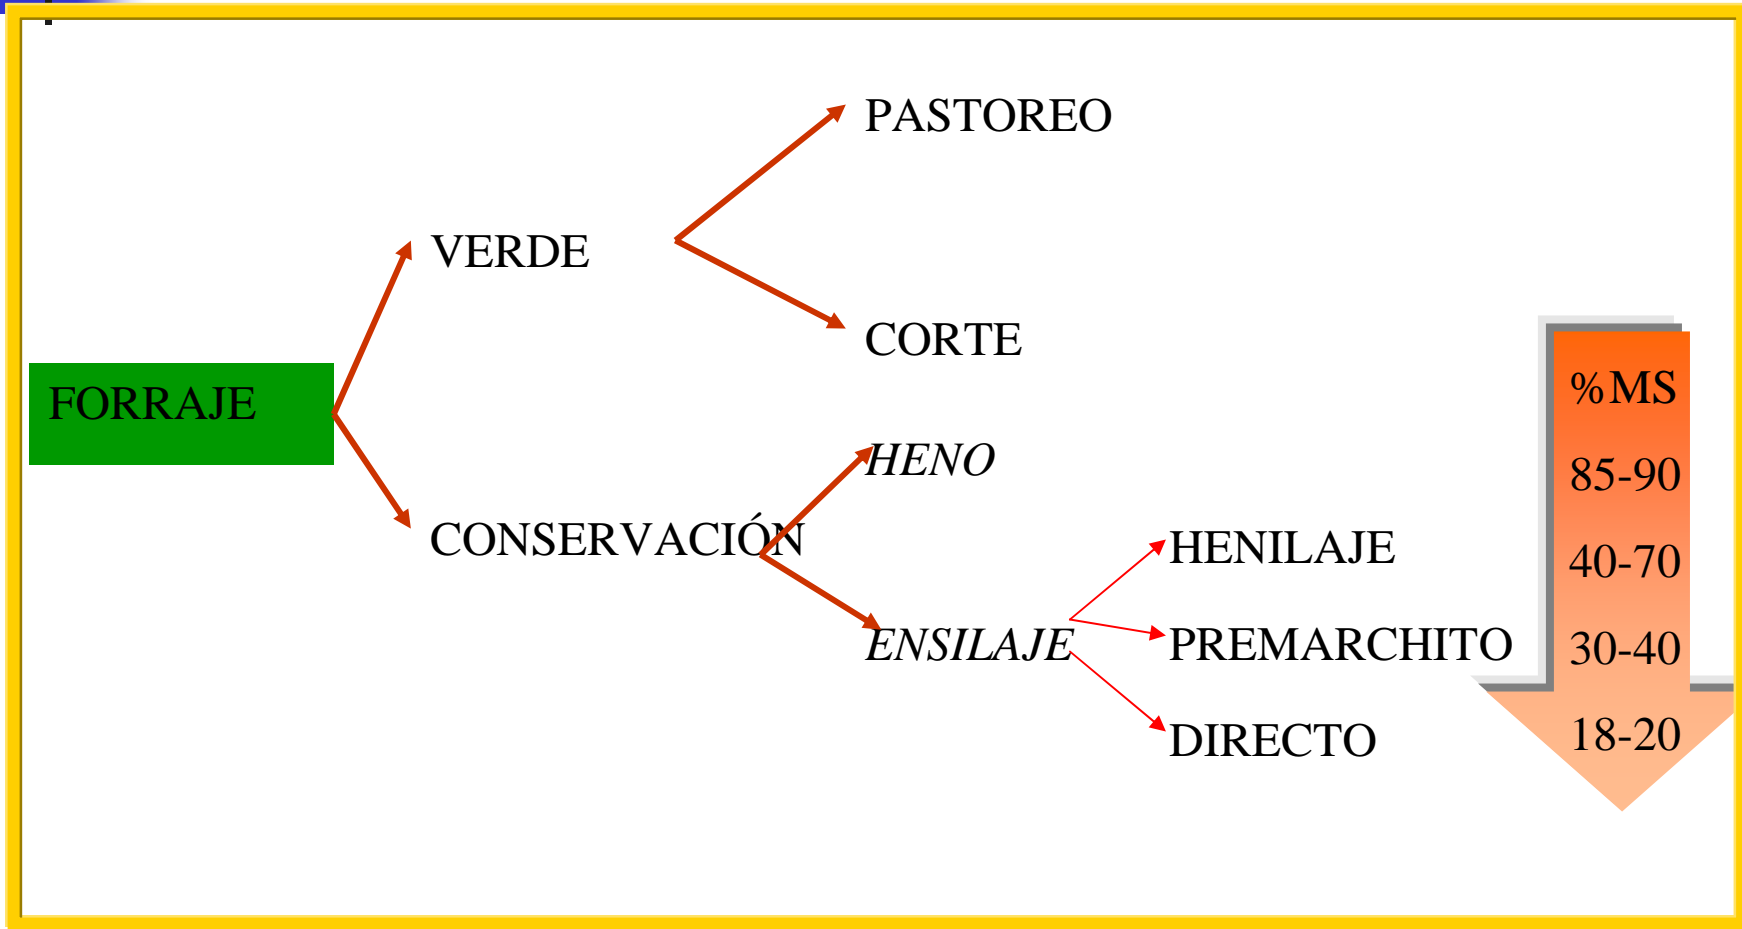 PASTOREO
VERDE
CORTE
FORRAJE
HENO
CONSERVACIÓN
HENILAJE
ENSILAJE
PREMARCHITO
DIRECTO
%MS
85-90
40-70
30-40
18-20